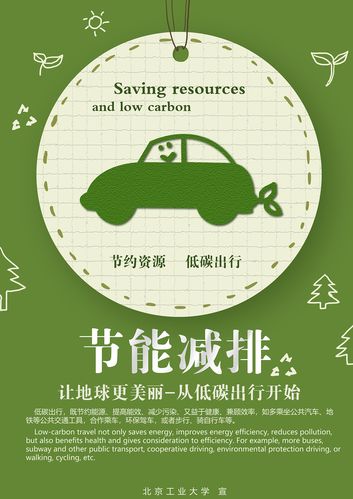 Saving resources
and low carbon
节约资源 低碳出行
节能减排
让地球更美丽-从低碳出行开始
低碳出行，既节约能源、提高能效、减少污染、又益于健康、兼顾效率，如多乘坐公共汽车、地
铁等公共交通工具，合作乘车，环保驾车，或者步行、骑自行车等。
Low-carbon travel not only saves energy, improves energy efficiency, reduces pollution,
but also benefits health and gives consideration to efficiency. For example, more buses,
subway and other public transport, cooperative driving, environmental protection driving, or
walking, cycling, etc.
北京工业大学 宣